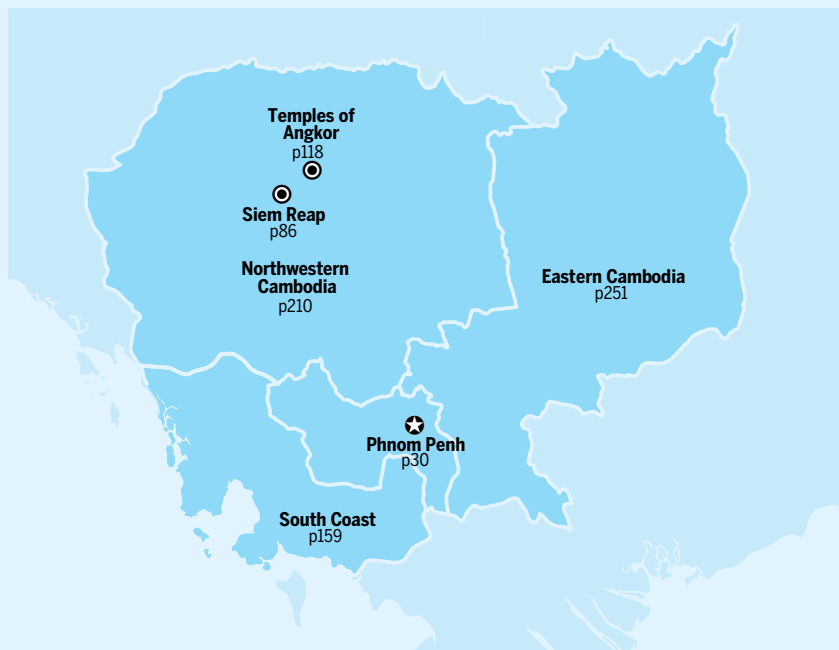 Temples of
Angkor
p118
Siem Reap
p86
Northwestern
Cambodia
p210
Eastern Cambodia
p251
Phnom Penh
p30
South Coast
p159